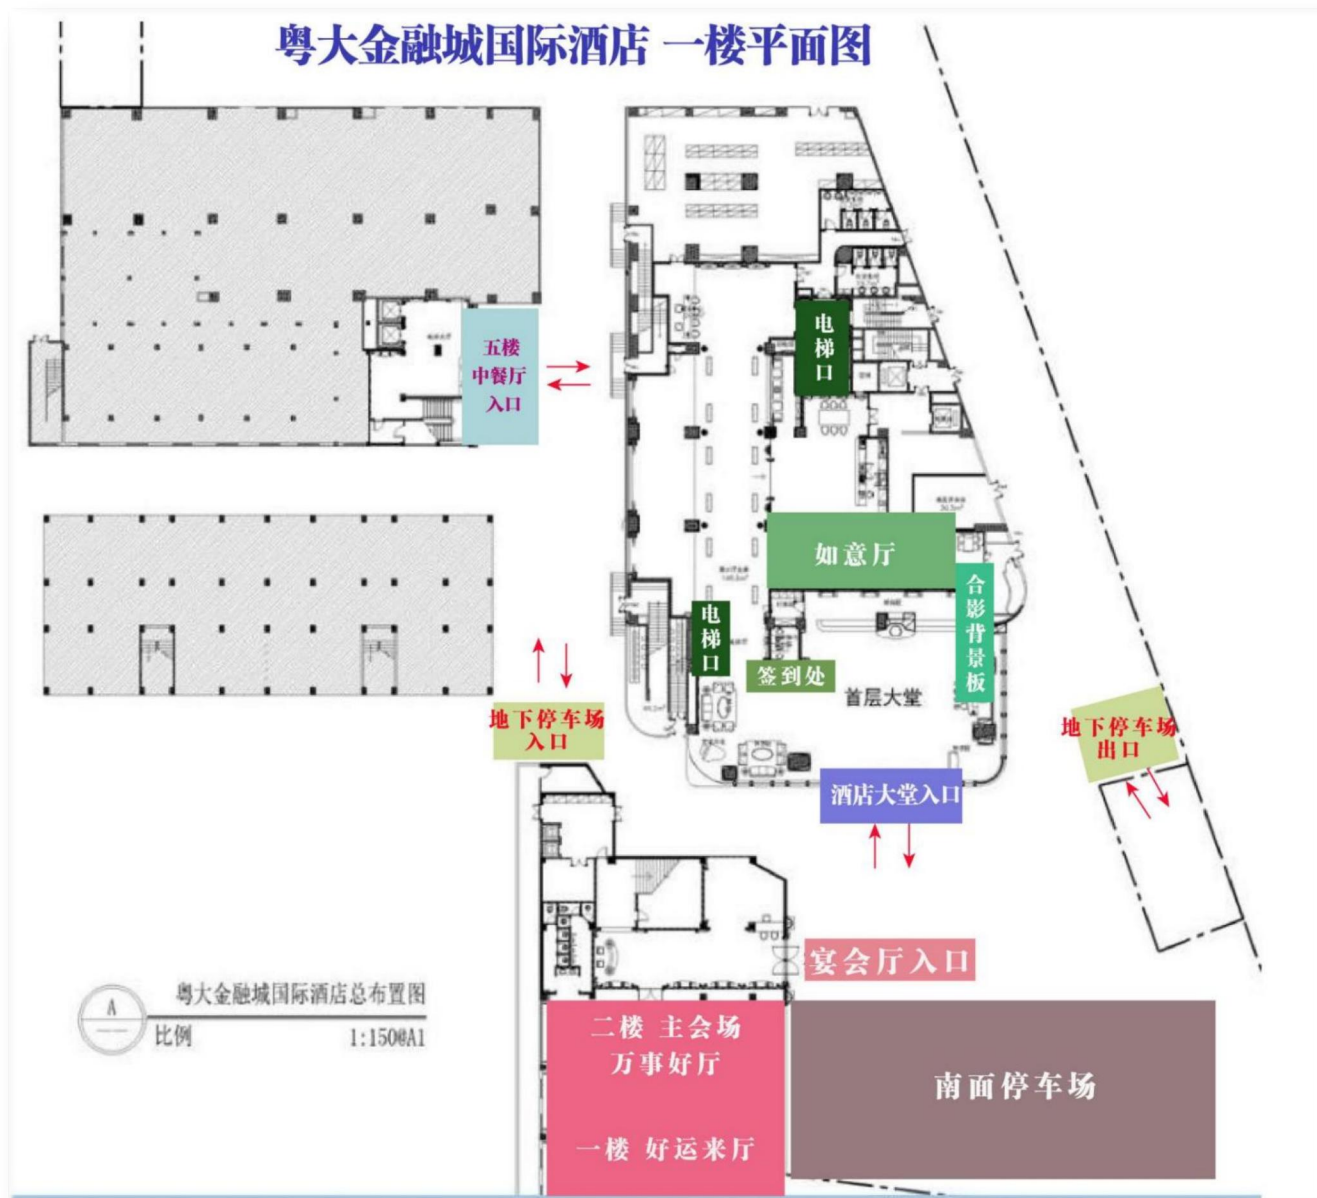 粤大金融城国际酒店 一楼平面图
五楼
中餐厅
入口
电梯口
如意厅
合影背景板
电梯口
签到处
首层大堂
地下停车场
入口
地下停车场
出口
酒店大堂入口
宴会厅入口
A
粤大金融城国际酒店总布置图
比例 1:150@A1
二楼 主会场
万事好厅
一楼 好运来厅
南面停车场